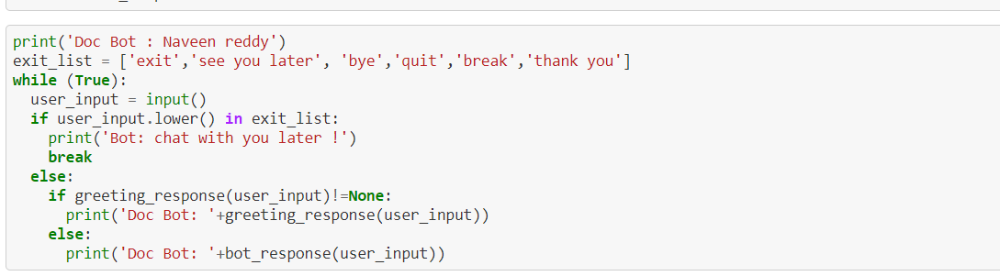 print('Doc Bot : Naveen reddy')
exit_list = ['exit','see you later', 'bye','quit','break','thank you']
while (True):
  user_input = input()
  if user_input.lower() in exit_list:
    print('Bot: chat with you later !')
    break
  else:
    if greeting_response(user_input)!=None:
      print('Doc Bot: '+greeting_response(user_input))
    else:
      print('Doc Bot: '+bot_response(user_input))